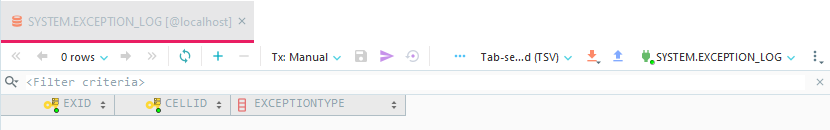 SYSTEM.EXCEPTION_LOG [@localhost]
0 rows Tx: Manual Tab-se...d (TSV) SYSTEM.EXCEPTION_LOG
<Filter criteria>
EXID CELLID EXCEPTIONTYPE